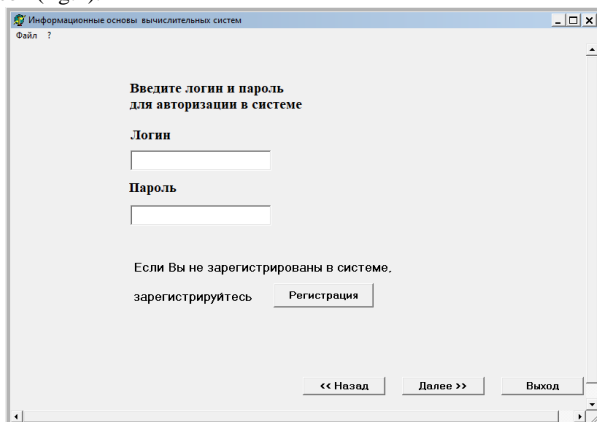 Информационные основы вычислительных систем
Файл ?
Введите логин и пароль
для авторизации в системе
Логин
Пароль
Если Вы не зарегистрированы в системе,
зарегистрируйтесь Регистрация
<< Назад Далее >> Выход